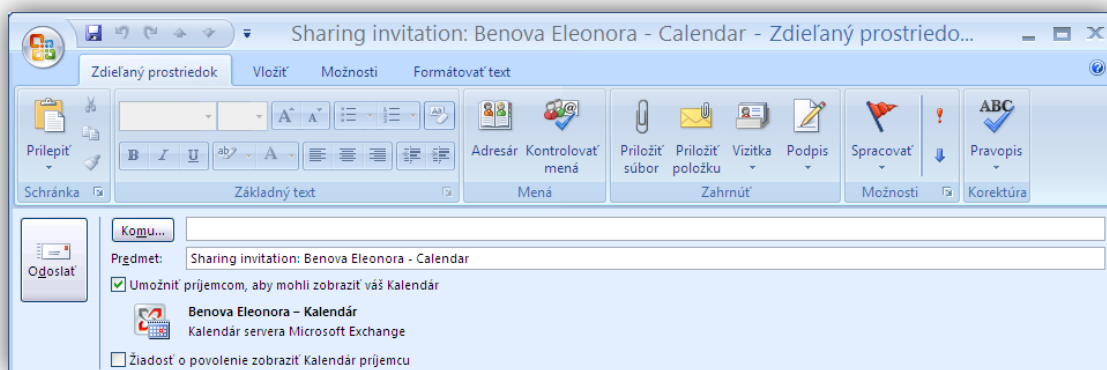 Sharing invitation: Benova Eleonora - Calendar - Zdieľaný prostriedo...
Zdieľaný prostriedok Vložiť Možnosti Formátovať text
Prilepiť
Schránka
B I U ab A
Základný text
Adresár Kontrolovať mená
Mená
Priložiť súbor Priložiť položku Vizitka Podpis
Zahrnúť
Spracovať
Možnosti
ABC
Pravopis
Korektúra
Odoslať
Komu...
Predmet: Sharing invitation: Benova Eleonora - Calendar
Umožniť príjemcom, aby mohli zobraziť váš Kalendár
Benova Eleonora – Kalendár
Kalendár servera Microsoft Exchange
Žiadosť o povolenie zobraziť Kalendár príjemcu